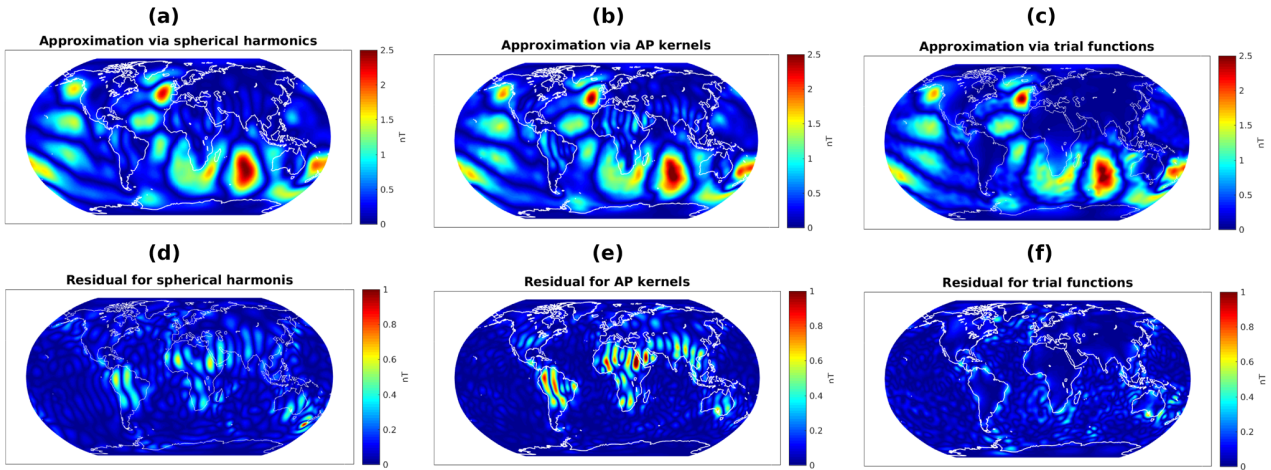 (a)
(b)
(c)
Approximation via spherical harmonics
Approximation via AP kernels
Approximation via trial functions
2.5
2
1.5
1
0.5
0
nT
2.5
2
1.5
1
0.5
0
nT
2.5
2
1.5
1
0.5
0
nT
(d)
(e)
(f)
Residual for spherical harmonis
Residual for AP kernels
Residual for trial functions
1
0.8
0.6
0.4
0.2
0
nT
1
0.8
0.6
0.4
0.2
0
nT
1
0.8
0.6
0.4
0.2
0
nT